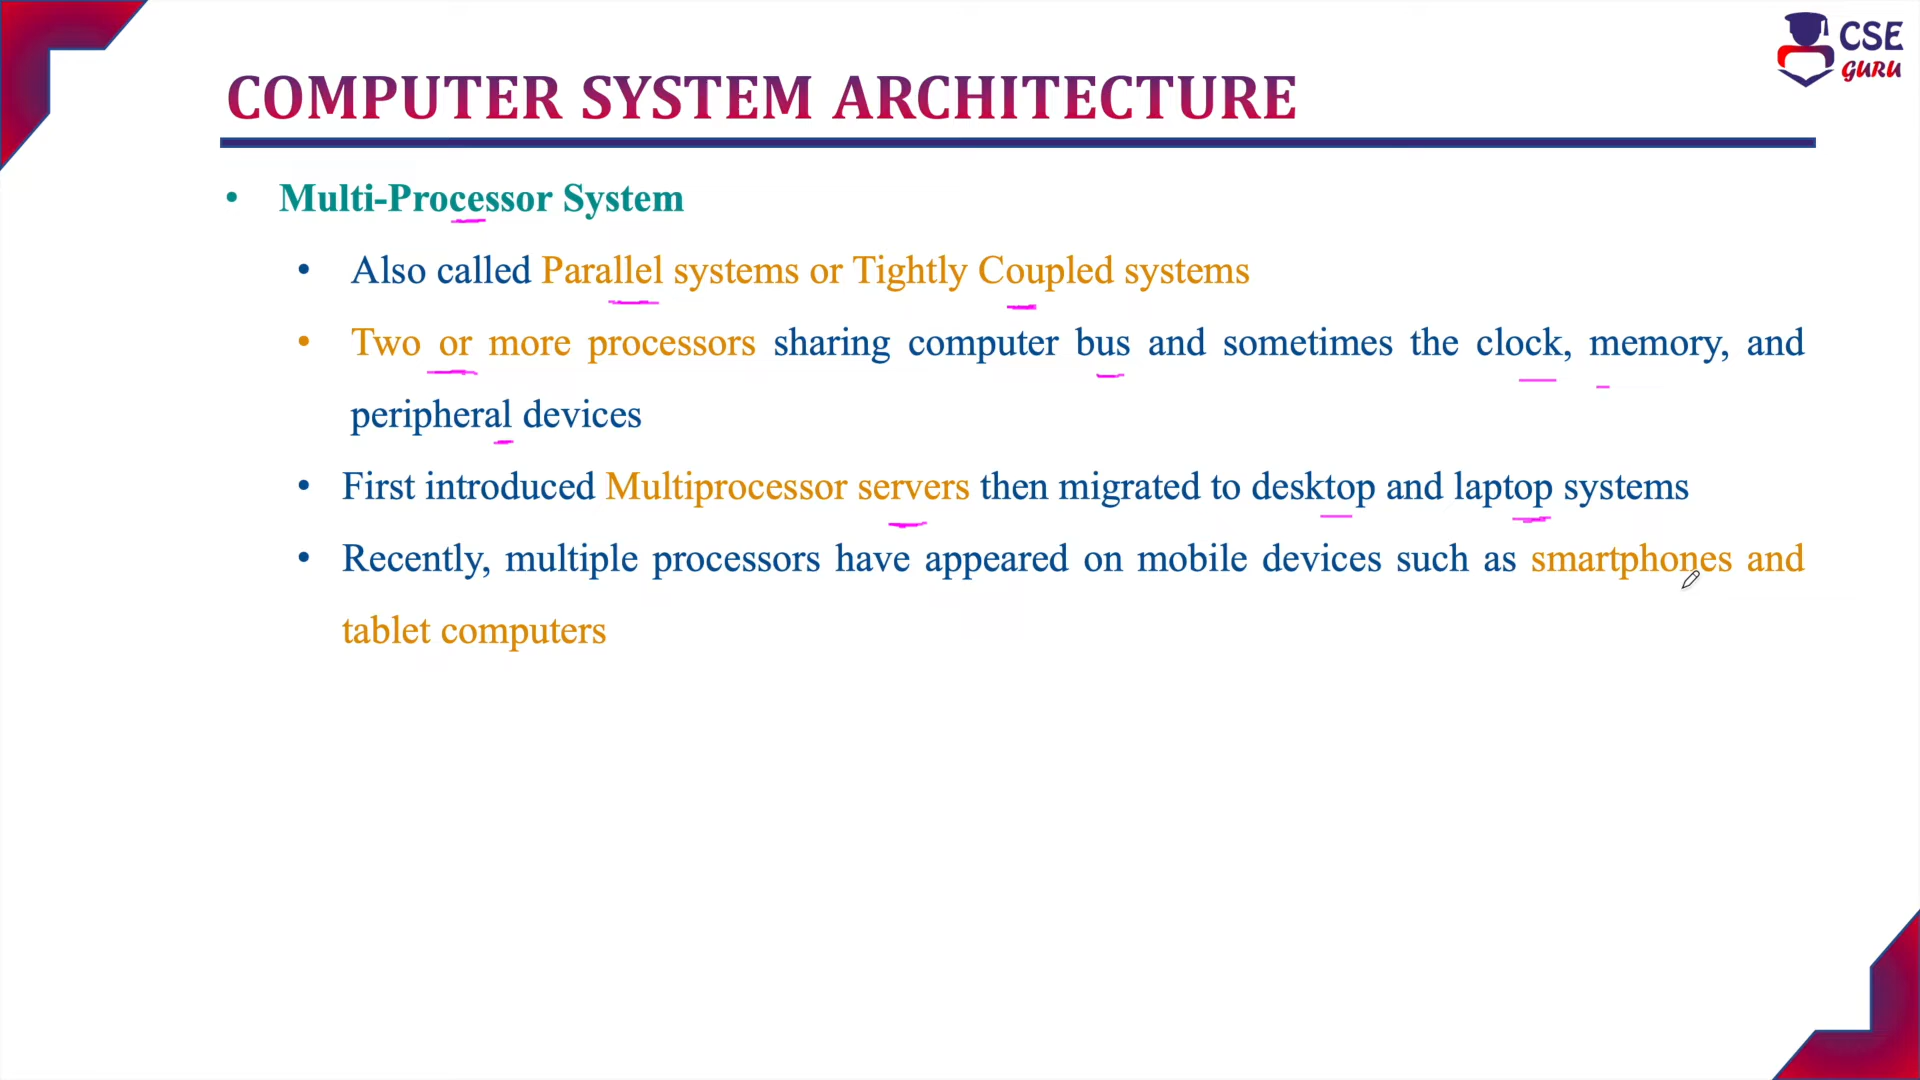 CSE
GURU
COMPUTER SYSTEM ARCHITECTURE
• Multi-Processor System
• Also called Parallel systems or Tightly Coupled systems
• Two or more processors sharing computer bus and sometimes the clock, memory, and
peripheral devices
• First introduced Multiprocessor servers then migrated to desktop and laptop systems
• Recently, multiple processors have appeared on mobile devices such as smartphones and
tablet computers